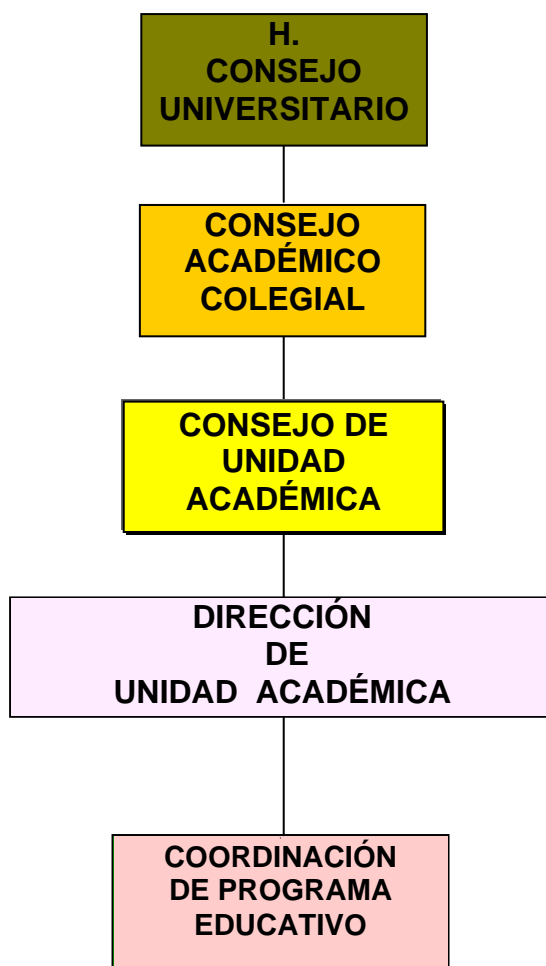 H.
CONSEJO
UNIVERSITARIO
CONSEJO
ACADÉMICO
COLEGIAL
CONSEJO DE
UNIDAD
ACADÉMICA
DIRECCIÓN
DE
UNIDAD ACADÉMICA
COORDINACIÓN
DE PROGRAMA
EDUCATIVO